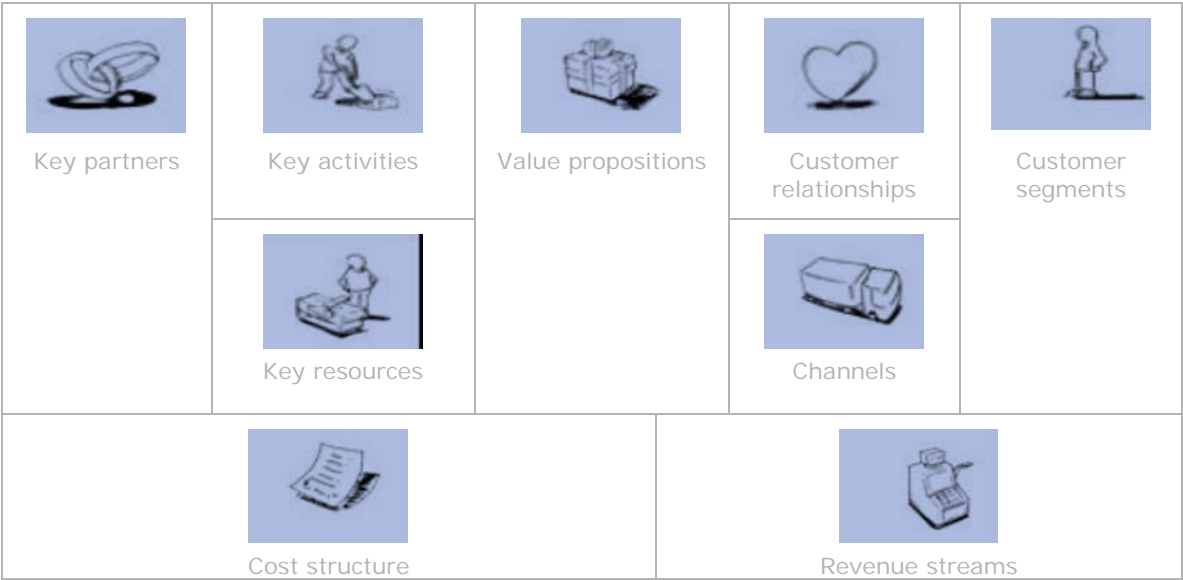 Key partners
Key activities
Value propositions
Customer
relationships
Customer
segments
Key resources
Channels
Cost structure
Revenue streams